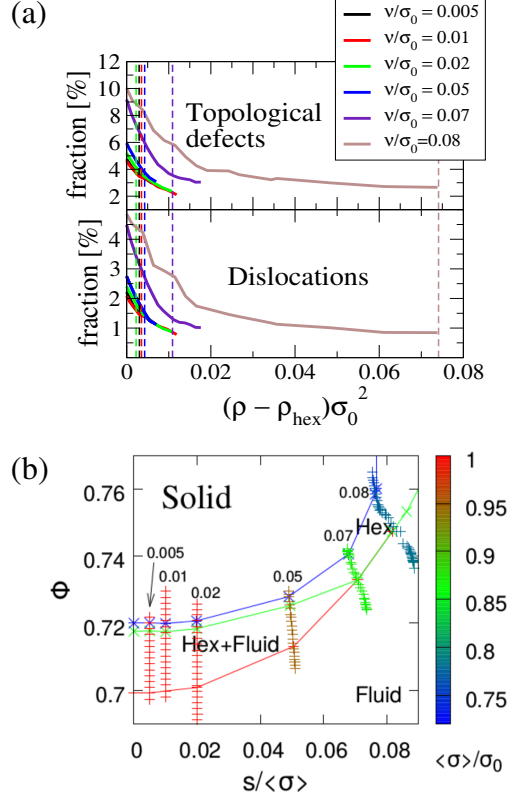 (a)
ν/σ₀ = 0.005
ν/σ₀ = 0.01
ν/σ₀ = 0.02
ν/σ₀ = 0.05
ν/σ₀ = 0.07
ν/σ₀=0.08
fraction [%]
12
10
8
6
4
2
Topological
defects
fraction [%]
4
3
2
1
Dislocations
0
0.02
0.04
0.06
0.08
(ρ − ρhex)σ₀²
(b)
Φ
0.76
0.74
0.72
0.7
Solid
0.005
0.01
0.02
0.05
0.07
0.08
Hex
Hex+Fluid
Fluid
0
0.02
0.04
0.06
0.08
s/<σ>
1
0.95
0.9
0.85
0.8
0.75
<σ>/σ₀